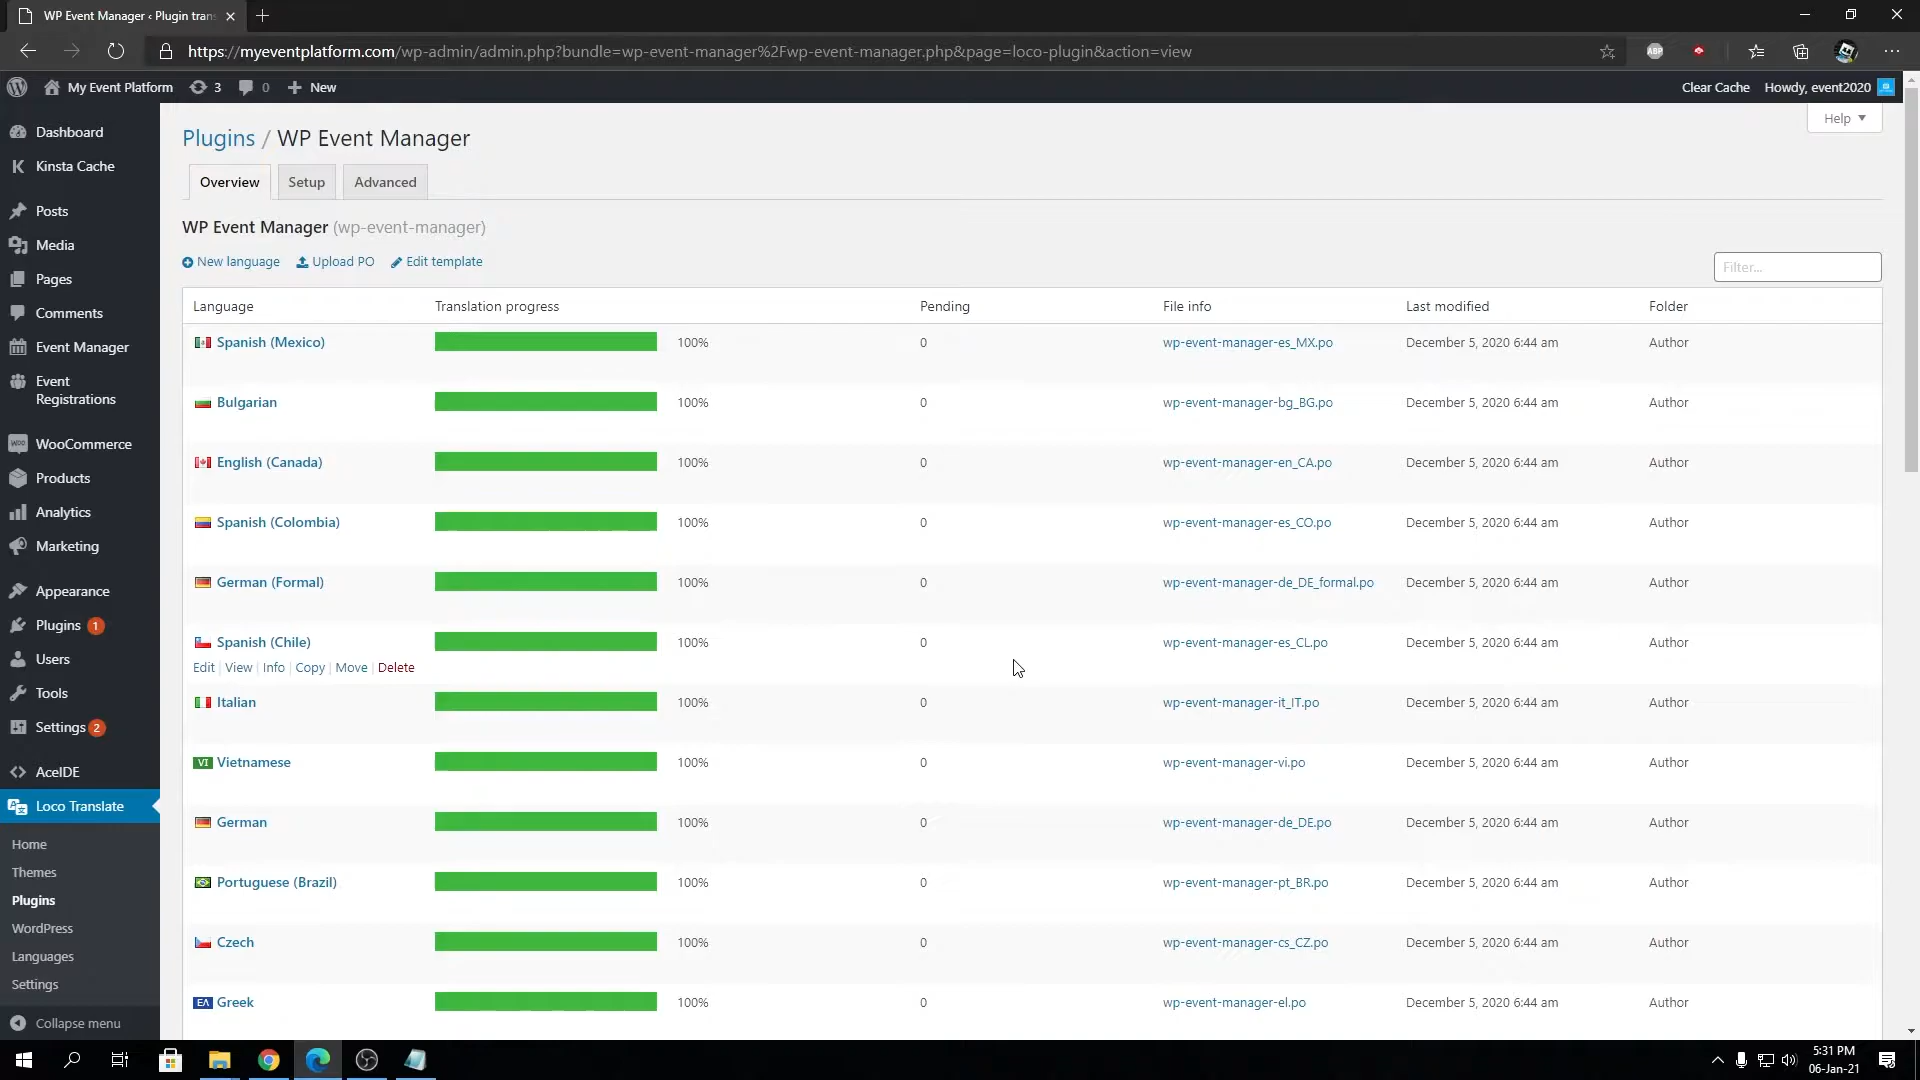 WP Event Manager ‹ Plugin tran
https://myeventplatform.com/wp-admin/admin.php?bundle=wp-event-manager%2Fwp-event-manager.php&page=loco-plugin&action=view
ABP
My Event Platform 3 0 New Clear Cache Howdy, event2020
Help
Dashboard
Kinsta Cache
Posts
Media
Pages
Comments
Event Manager
Event
Registrations
WooCommerce
Products
Analytics
Marketing
Appearance
Plugins 1
Users
Tools
Settings 2
AceIDE
Loco Translate
Home
Themes
Plugins
WordPress
Languages
Settings
Collapse menu
Plugins / WP Event Manager
Overview Setup Advanced
WP Event Manager (wp-event-manager)
New language Upload PO Edit template Filter...
Language Translation progress Pending File info Last modified Folder
Spanish (Mexico) 100% 0 wp-event-manager-es_MX.po December 5, 2020 6:44 am Author
Bulgarian 100% 0 wp-event-manager-bg_BG.po December 5, 2020 6:44 am Author
English (Canada) 100% 0 wp-event-manager-en_CA.po December 5, 2020 6:44 am Author
Spanish (Colombia) 100% 0 wp-event-manager-es_CO.po December 5, 2020 6:44 am Author
German (Formal) 100% 0 wp-event-manager-de_DE_formal.po December 5, 2020 6:44 am Author
Spanish (Chile) 100% 0 wp-event-manager-es_CL.po December 5, 2020 6:44 am Author
Edit | View | Info | Copy | Move | Delete
Italian 100% 0 wp-event-manager-it_IT.po December 5, 2020 6:44 am Author
VI Vietnamese 100% 0 wp-event-manager-vi.po December 5, 2020 6:44 am Author
German 100% 0 wp-event-manager-de_DE.po December 5, 2020 6:44 am Author
Portuguese (Brazil) 100% 0 wp-event-manager-pt_BR.po December 5, 2020 6:44 am Author
Czech 100% 0 wp-event-manager-cs_CZ.po December 5, 2020 6:44 am Author
ΕΛ Greek 100% 0 wp-event-manager-el.po December 5, 2020 6:44 am Author
5:31 PM
06-Jan-21